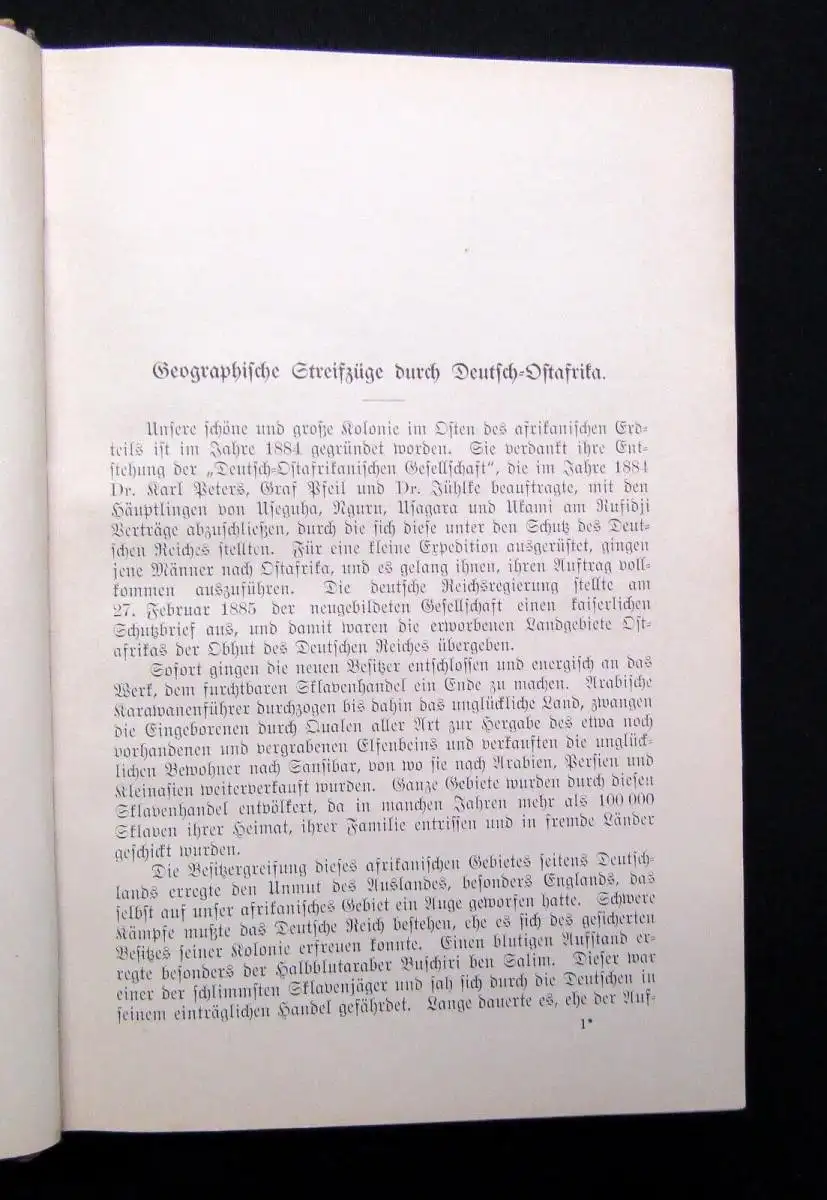 Geographische Streifzüge durch Deutsch-Ostafrika.
Unsere schöne und große Kolonie im Osten des afrikanischen Erd-
teils ist im Jahre 1884 gegründet worden. Sie verdankt ihre Ent-
stehung der „Deutsch-Ostafrikanischen Gesellschaft", die im Jahre 1884
Dr. Karl Peters, Graf Pfeil und Dr. Jühlke beauftragte, mit den
Häuptlingen von Useguha, Nguru, Usagara und Ukami am Rufidji
Verträge abzuschließen, durch die sich diese unter den Schutz des Deut-
schen Reiches stellten. Für eine kleine Expedition ausgerüstet, gingen
jene Männer nach Ostafrika, und es gelang ihnen, ihren Auftrag voll-
kommen auszuführen. Die deutsche Reichsregierung stellte am
27. Februar 1885 der neugebildeten Gesellschaft einen kaiserlichen
Schutzbrief aus, und damit waren die erworbenen Landgebiete Ost-
afrikas der Obhut des Deutschen Reiches übergeben.
Sofort gingen die neuen Besitzer entschlossen und energisch an das
Werk, dem furchtbaren Sklavenhandel ein Ende zu machen. Arabische
Karawanenführer durchzogen bis dahin das unglückliche Land, zwangen
die Eingeborenen durch Qualen aller Art zur Hergabe des etwa noch
vorhandenen und vergrabenen Elfenbeins und verkauften die unglück-
lichen Bewohner nach Sansibar, von wo sie nach Arabien, Persien und
Kleinasien weiterverkauft wurden. Ganze Gebiete wurden durch diesen
Sklavenhandel entvölkert, da in manchen Jahren mehr als 100 000
Sklaven ihrer Heimat, ihrer Familie entrissen und in fremde Länder
geschickt wurden.
Die Besitzergreifung dieses afrikanischen Gebietes seitens Deutsch-
lands erregte den Unmut des Auslandes, besonders Englands, das
selbst auf unser afrikanisches Gebiet ein Auge geworfen hatte. Schwere
Kämpfe mußte das Deutsche Reich bestehen, ehe es sich des gesicherten
Besitzes seiner Kolonie erfreuen konnte. Einen blutigen Aufstand er-
regte besonders der Halbblutaraber Buschiri ben Salim. Dieser war
einer der schlimmsten Sklavenjäger und sah sich durch die Deutschen in
seinem einträglichen Handel gefährdet. Lange dauerte es, ehe der Auf-
1*